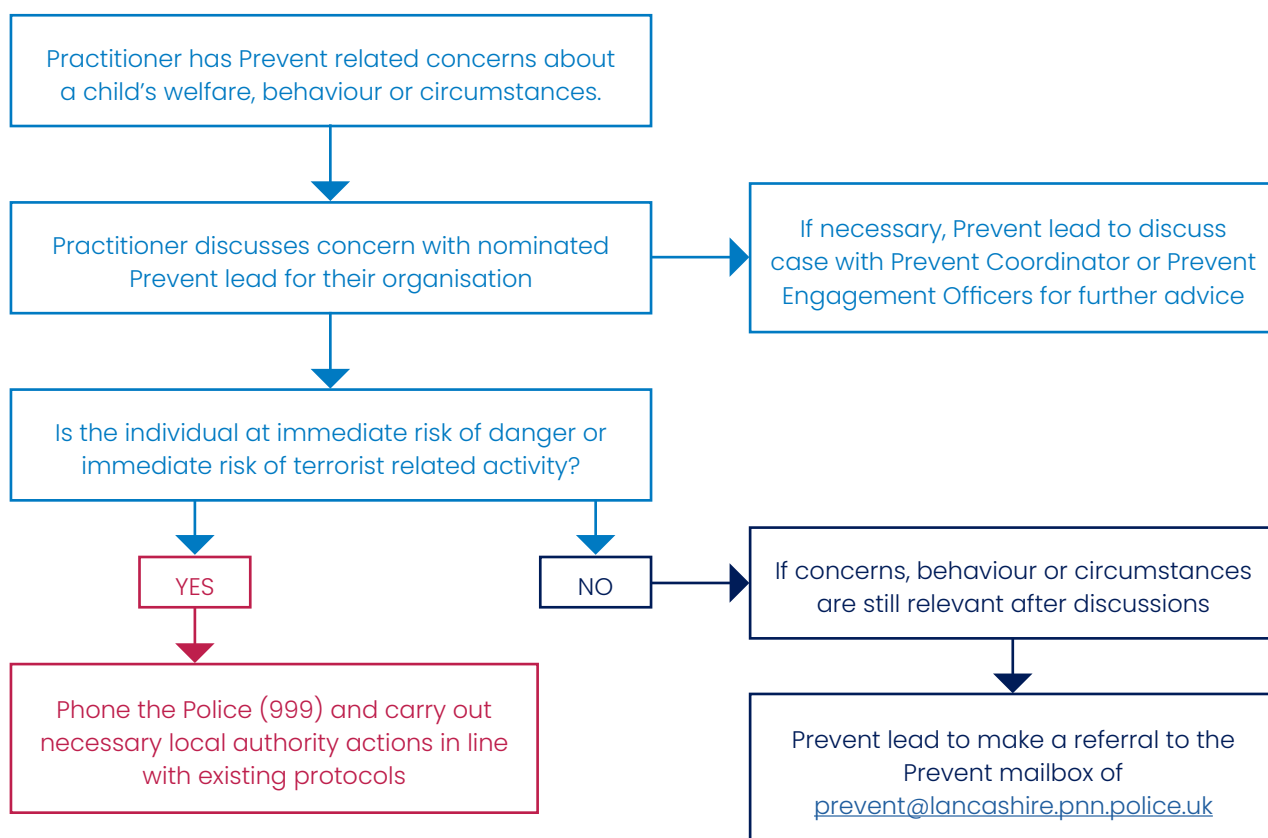 Practitioner has Prevent related concerns about
a child’s welfare, behaviour or circumstances.
Practitioner discusses concern with nominated
Prevent lead for their organisation
If necessary, Prevent lead to discuss
case with Prevent Coordinator or Prevent
Engagement Officers for further advice
Is the individual at immediate risk of danger or
immediate risk of terrorist related activity?
YES
NO
If concerns, behaviour or circumstances
are still relevant after discussions
Phone the Police (999) and carry out
necessary local authority actions in line
with existing protocols
Prevent lead to make a referral to the
Prevent mailbox of
prevent@lancashire.pnn.police.uk